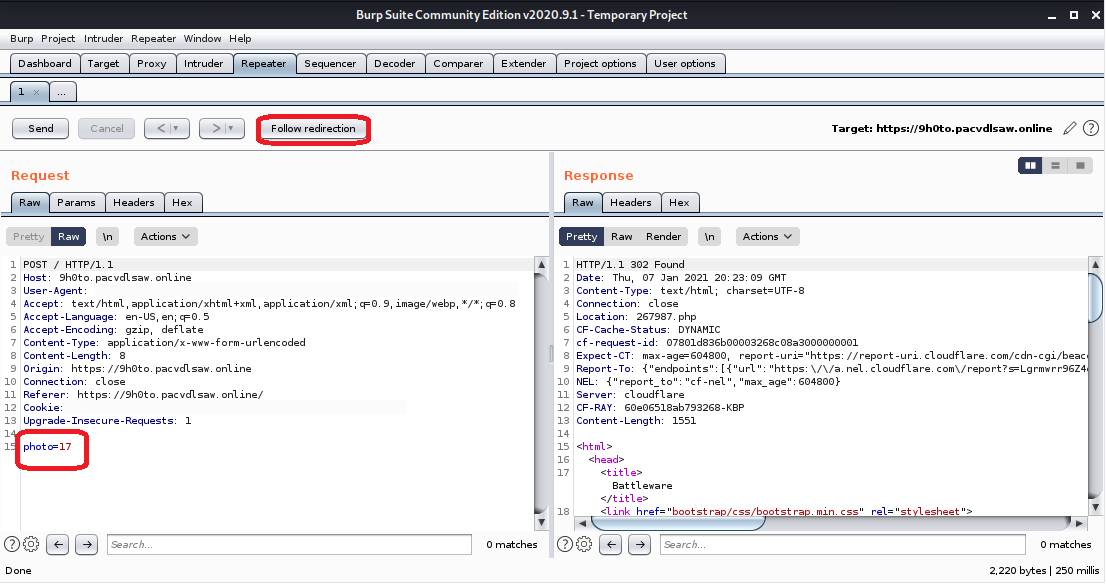 Burp Suite Community Edition v2020.9.1 - Temporary Project
Burp Project Intruder Repeater Window Help
Dashboard Target Proxy Intruder Repeater Sequencer Decoder Comparer Extender Project options User options
1 × ...
Send Cancel < | ▾ > | ▾ Follow redirection Target: https://9h0to.pacvdlsaw.online ?
Request
Raw Params Headers Hex
Pretty Raw \n Actions
1 POST / HTTP/1.1
2 Host: 9h0to.pacvdlsaw.online
3 User-Agent:
4 Accept: text/html,application/xhtml+xml,application/xml;q=0.9,image/webp,*/*;q=0.8
5 Accept-Language: en-US,en;q=0.5
6 Accept-Encoding: gzip, deflate
7 Content-Type: application/x-www-form-urlencoded
8 Content-Length: 8
9 Origin: https://9h0to.pacvdlsaw.online
10 Connection: close
11 Referer: https://9h0to.pacvdlsaw.online/
12 Cookie:
13 Upgrade-Insecure-Requests: 1
14
15 photo=17
? Search... 0 matches
Response
Raw Headers Hex
Pretty Raw Render \n Actions
1 HTTP/1.1 302 Found
2 Date: Thu, 07 Jan 2021 20:23:09 GMT
3 Content-Type: text/html; charset=UTF-8
4 Connection: close
5 Location: 267987.php
6 CF-Cache-Status: DYNAMIC
7 cf-request-id: 07801d836b00003268c08a3000000001
8 Expect-CT: max-age=604800, report-uri="https://report-uri.cloudflare.com/cdn-cgi/beac
9 Report-To: {"endpoints":[{"url":"https:\/\/a.nel.cloudflare.com\/report?s=Lgrmwrr96Z4
10 NEL: {"report_to":"cf-nel","max_age":604800}
11 Server: cloudflare
12 CF-RAY: 60e06518ab793268-KBP
13 Content-Length: 1551
14
15 <html>
16 <head>
17 <title>
Battleware
</title>
18 <link href="bootstrap/css/bootstrap.min.css" rel="stylesheet">
? Search... 0 matches
Done 2,220 bytes | 250 millis